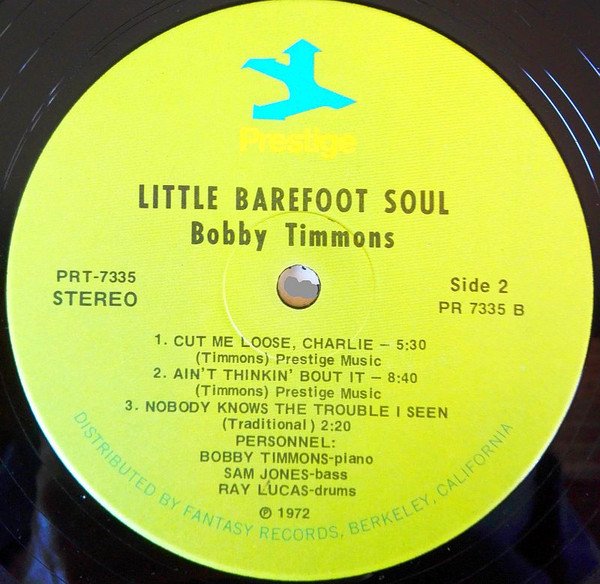 Prestige
LITTLE BAREFOOT SOUL
Bobby Timmons
PRT-7335
STEREO
Side 2
PR 7335 B
1. CUT ME LOOSE, CHARLIE – 5:30
(Timmons) Prestige Music
2. AIN'T THINKIN' BOUT IT – 8:40
(Timmons) Prestige Music
3. NOBODY KNOWS THE TROUBLE I SEEN
(Traditional) 2:20
PERSONNEL:
BOBBY TIMMONS-piano
SAM JONES-bass
RAY LUCAS-drums
℗ 1972
DISTRIBUTED BY FANTASY RECORDS, BERKELEY, CALIFORNIA